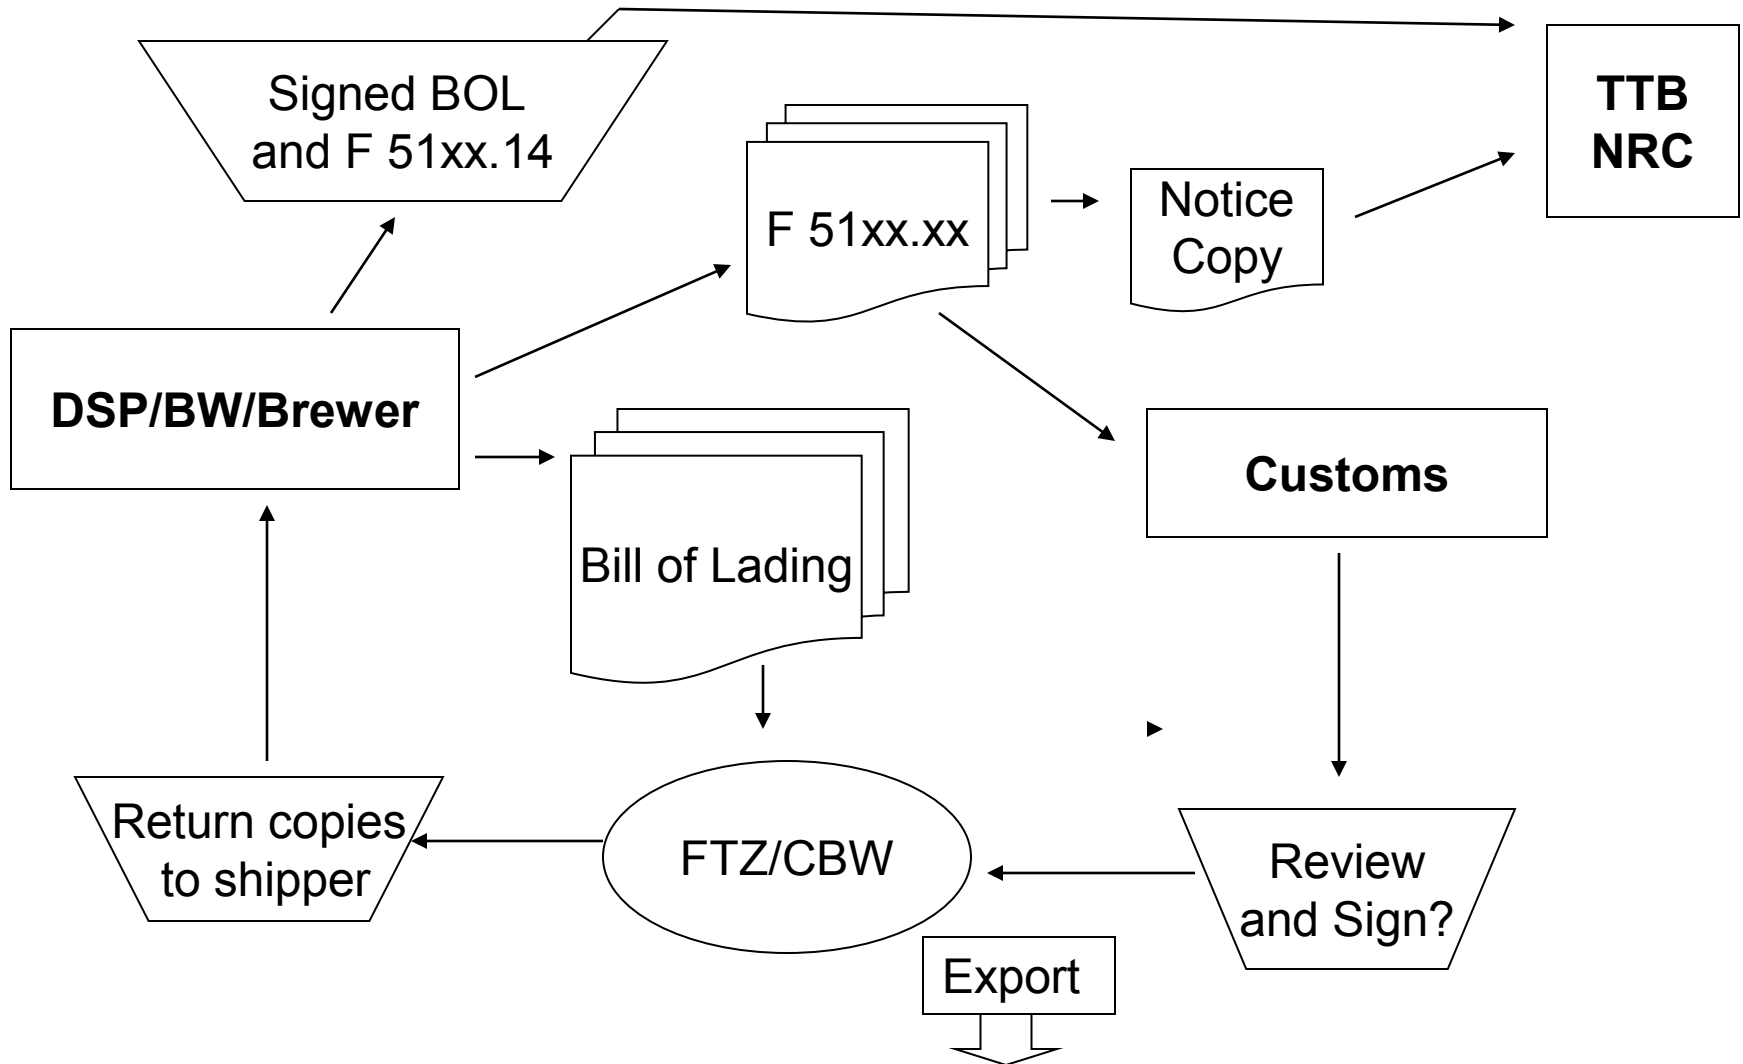 Signed BOL
and F 51xx.14
TTB
NRC
F 51xx.xx
Notice
Copy
DSP/BW/Brewer
Customs
Bill of Lading
Return copies
to shipper
FTZ/CBW
Review
and Sign?
Export